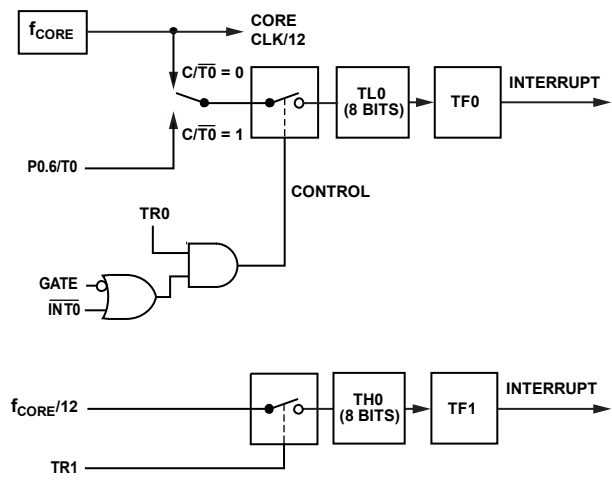 fCORE
CORE
CLK/12
C/T0 = 0
C/T0 = 1
P0.6/T0
TL0
(8 BITS)
TF0
INTERRUPT
CONTROL
TR0
GATE
INT0
fCORE/12
TH0
(8 BITS)
TF1
INTERRUPT
TR1